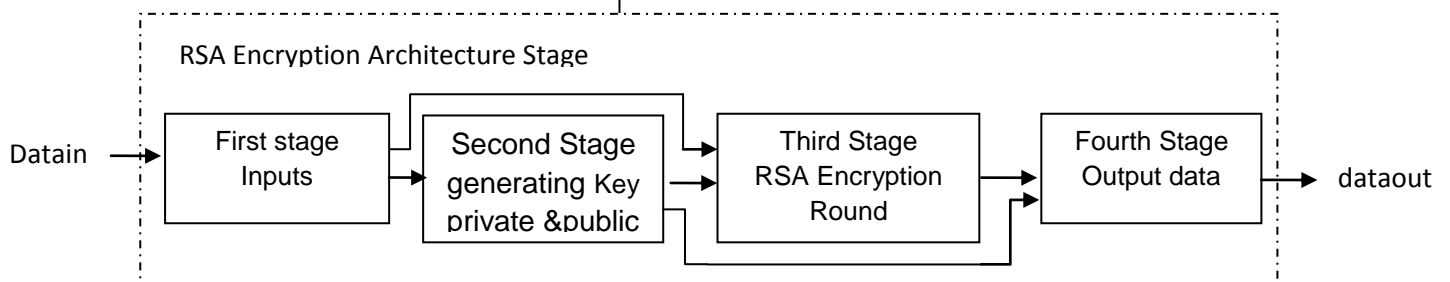 RSA Encryption Architecture Stage
Datain
First stage
Inputs
Second Stage
generating Key
private &public
Third Stage
RSA Encryption
Round
Fourth Stage
Output data
dataout